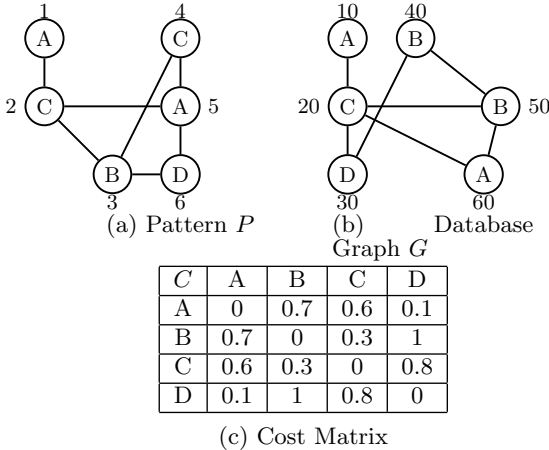 1 4 10 40
A C A B
2 C A 5 20 C B 50
B D D A
3 6 30 60
(a) Pattern P (b) Database
Graph G
C A B C D
A 0 0.7 0.6 0.1
B 0.7 0 0.3 1
C 0.6 0.3 0 0.8
D 0.1 1 0.8 0
(c) Cost Matrix